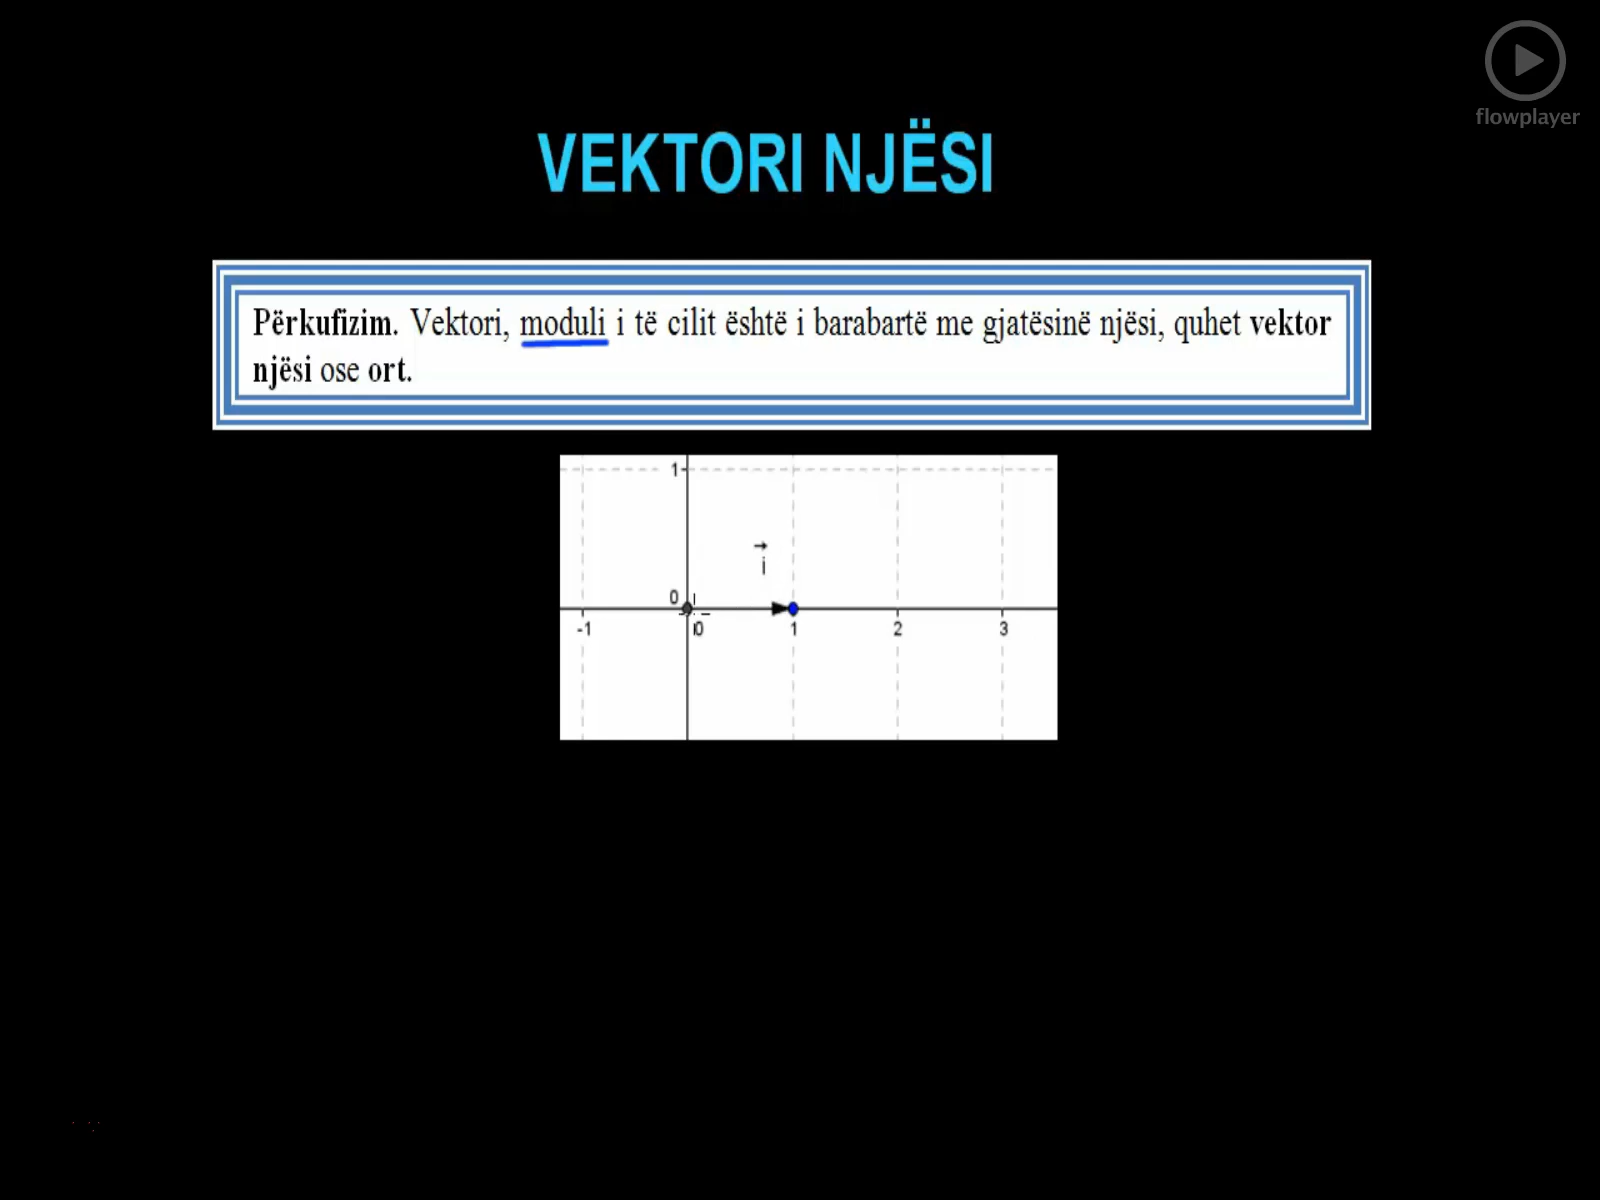 flowplayer
VEKTORI NJËSI
Përkufizim. Vektori, moduli i të cilit është i barabartë me gjatësinë njësi, quhet vektor
njësi ose ort.
1
i
0
-1 0 1 2 3